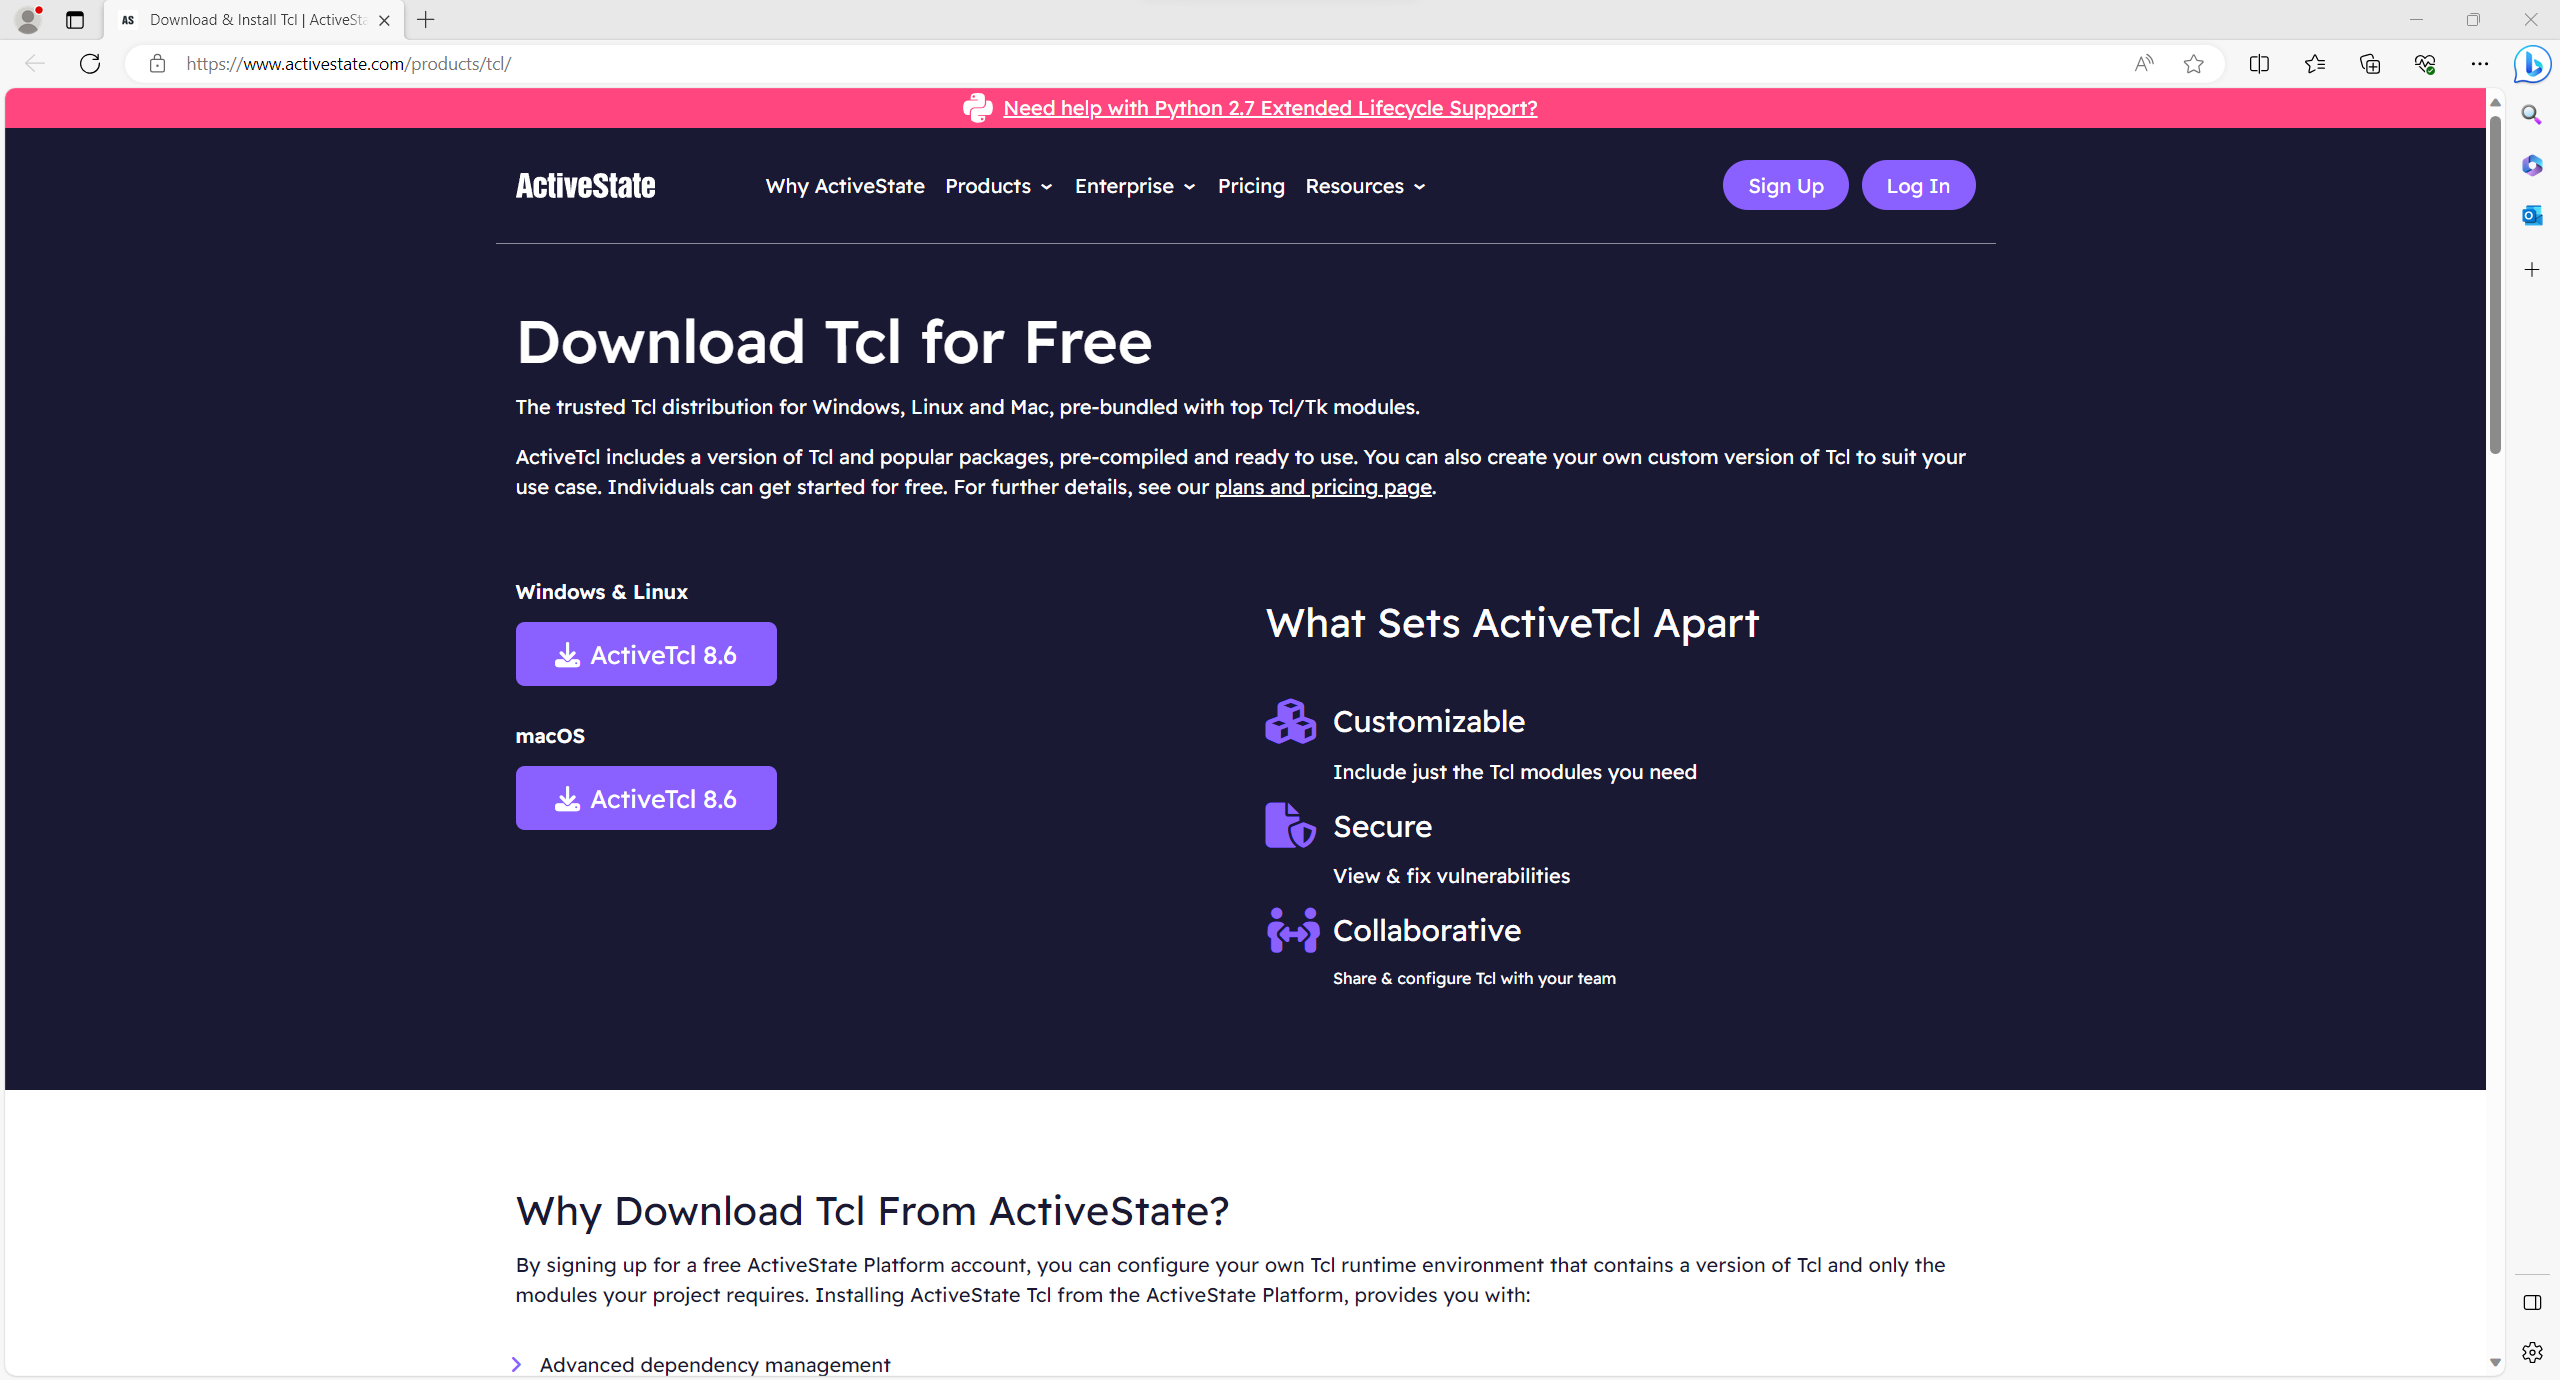 AS Download & Install Tcl | ActiveSta
https://www.activestate.com/products/tcl/
Need help with Python 2.7 Extended Lifecycle Support?
ActiveState
Why ActiveState Products Enterprise Pricing Resources
Sign Up Log In
Download Tcl for Free
The trusted Tcl distribution for Windows, Linux and Mac, pre-bundled with top Tcl/Tk modules.
ActiveTcl includes a version of Tcl and popular packages, pre-compiled and ready to use. You can also create your own custom version of Tcl to suit your
use case. Individuals can get started for free. For further details, see our plans and pricing page.
Windows & Linux
ActiveTcl 8.6
macOS
ActiveTcl 8.6
What Sets ActiveTcl Apart
Customizable
Include just the Tcl modules you need
Secure
View & fix vulnerabilities
Collaborative
Share & configure Tcl with your team
Why Download Tcl From ActiveState?
By signing up for a free ActiveState Platform account, you can configure your own Tcl runtime environment that contains a version of Tcl and only the
modules your project requires. Installing ActiveState Tcl from the ActiveState Platform, provides you with:
Advanced dependency management